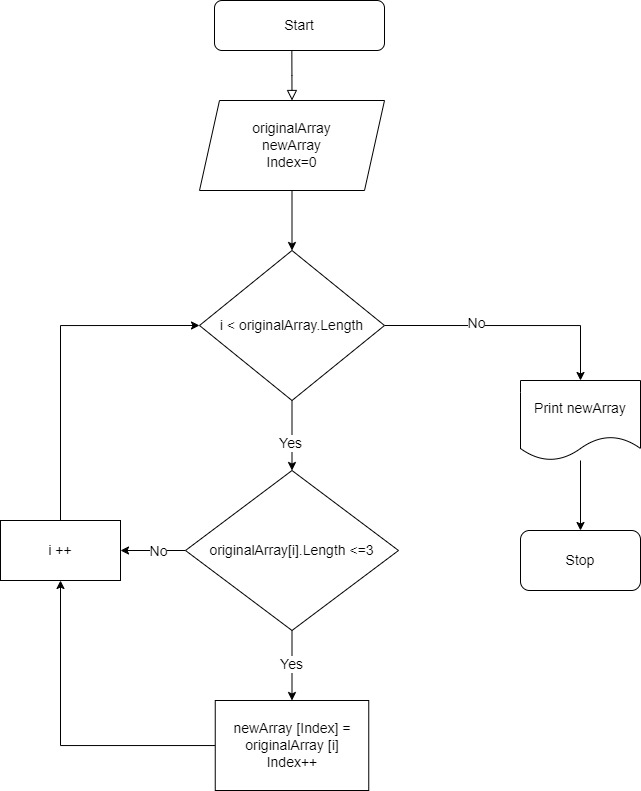 Start
originalArray
newArray
Index=0
i < originalArray.Length
No
Print newArray
Yes
originalArray[i].Length <=3
No
i ++
Stop
Yes
newArray [Index] =
originalArray [i]
Index++